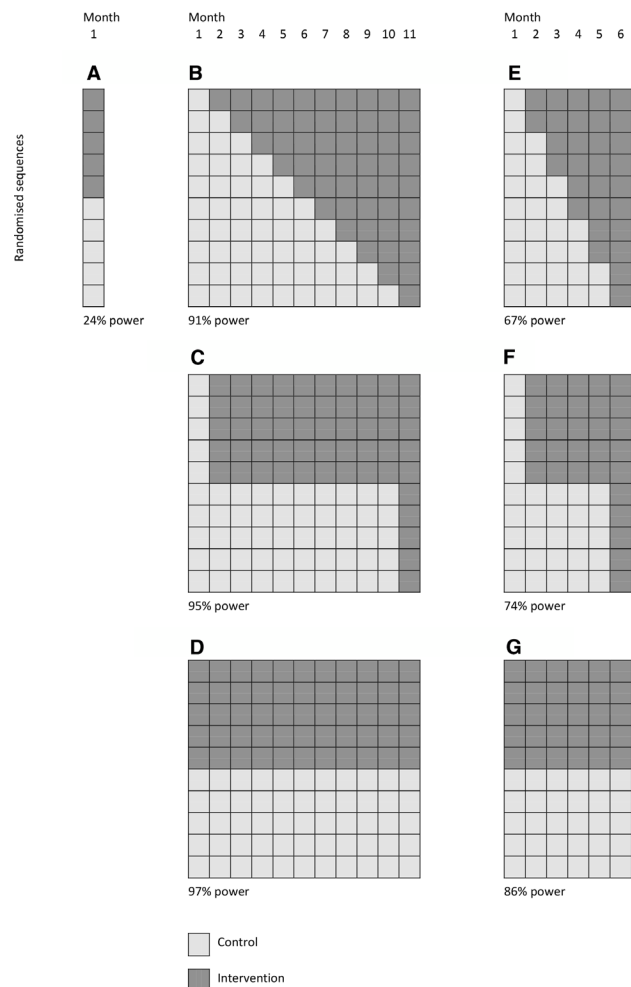 Month
1
Month
1 2 3 4 5 6 7 8 9 10 11
Month
1 2 3 4 5 6
A
B
E
Randomised sequences
24% power
91% power
67% power
C
F
95% power
74% power
D
G
97% power
86% power
Control
Intervention